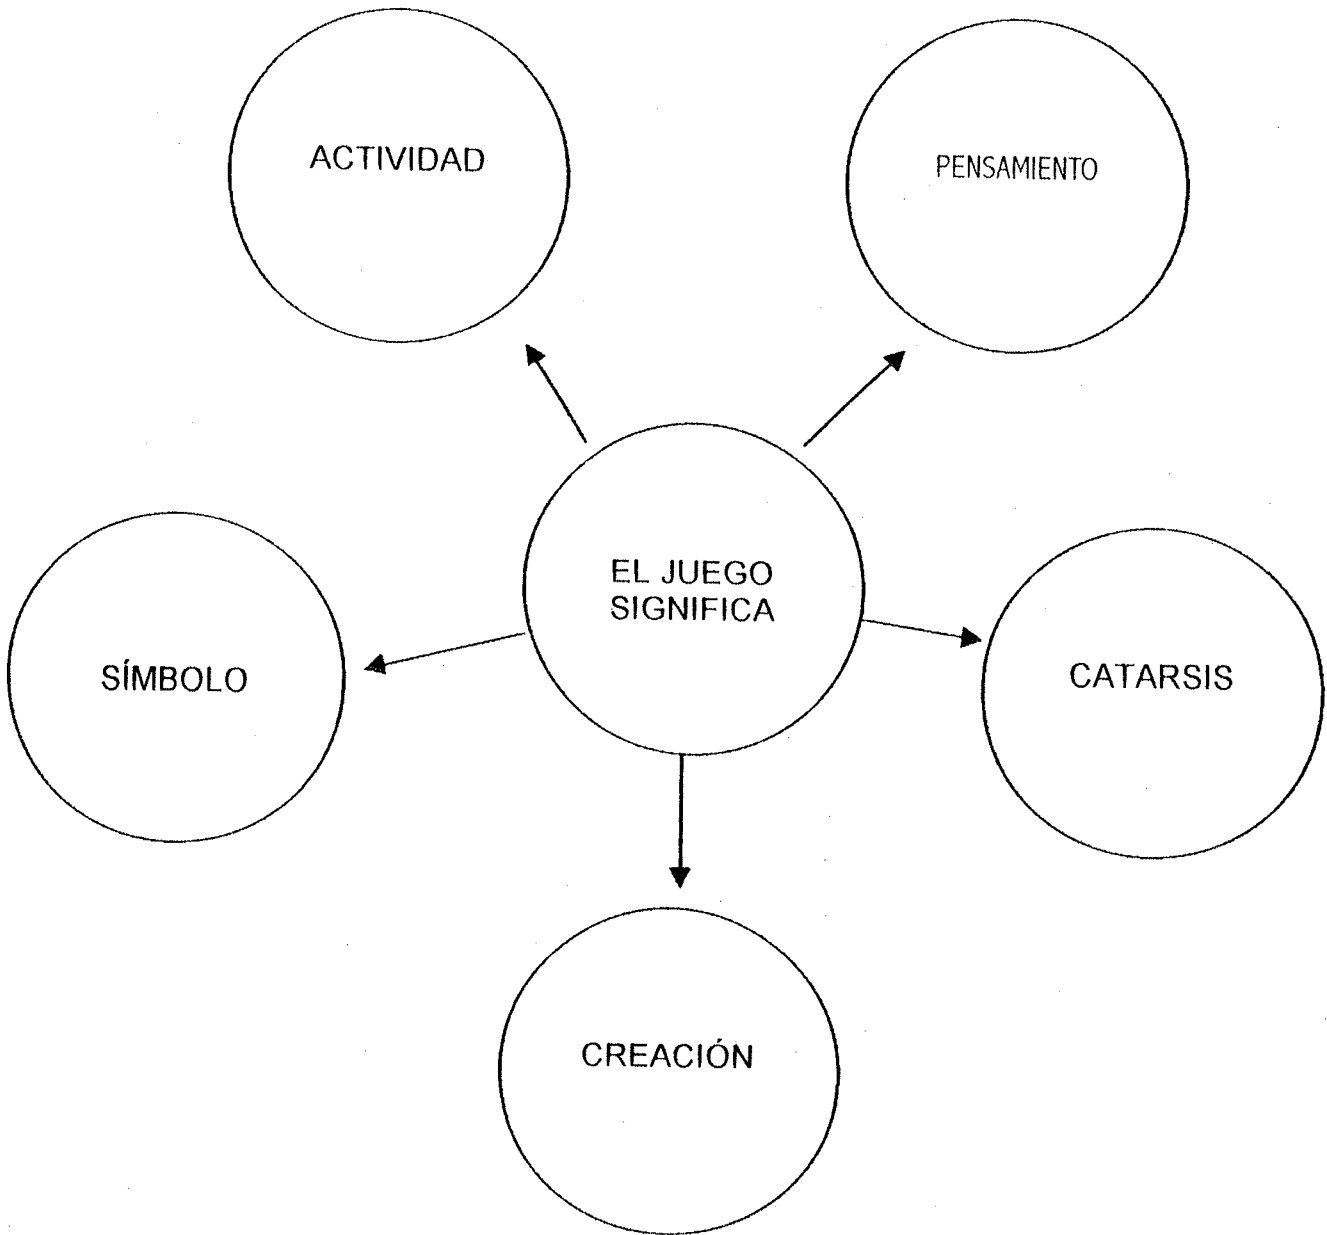 ACTIVIDAD
PENSAMIENTO
EL JUEGO
SIGNIFICA
SÍMBOLO
CATARSIS
CREACIÓN